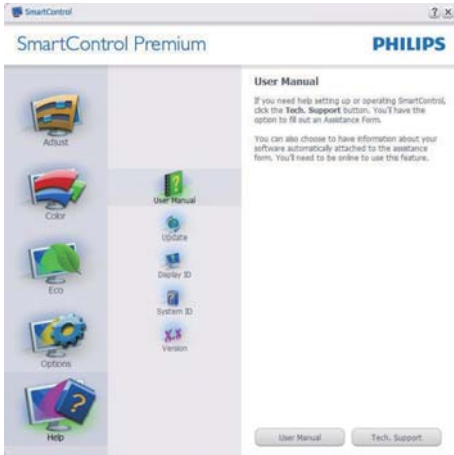 SmartControl
? x
SmartControl Premium
PHILIPS
Adjust
Color
Eco
Options
Help
User Manual
Update
Display ID
System ID
X.X
Version
User Manual
If you need help setting up or operating SmartControl,
click the Tech. Support button. You'll have the
option to fill out an Assistance Form.
You can also choose to have information about your
software automatically attached to the assistance
form. You'll need to be online to use this feature.
User Manual
Tech. Support